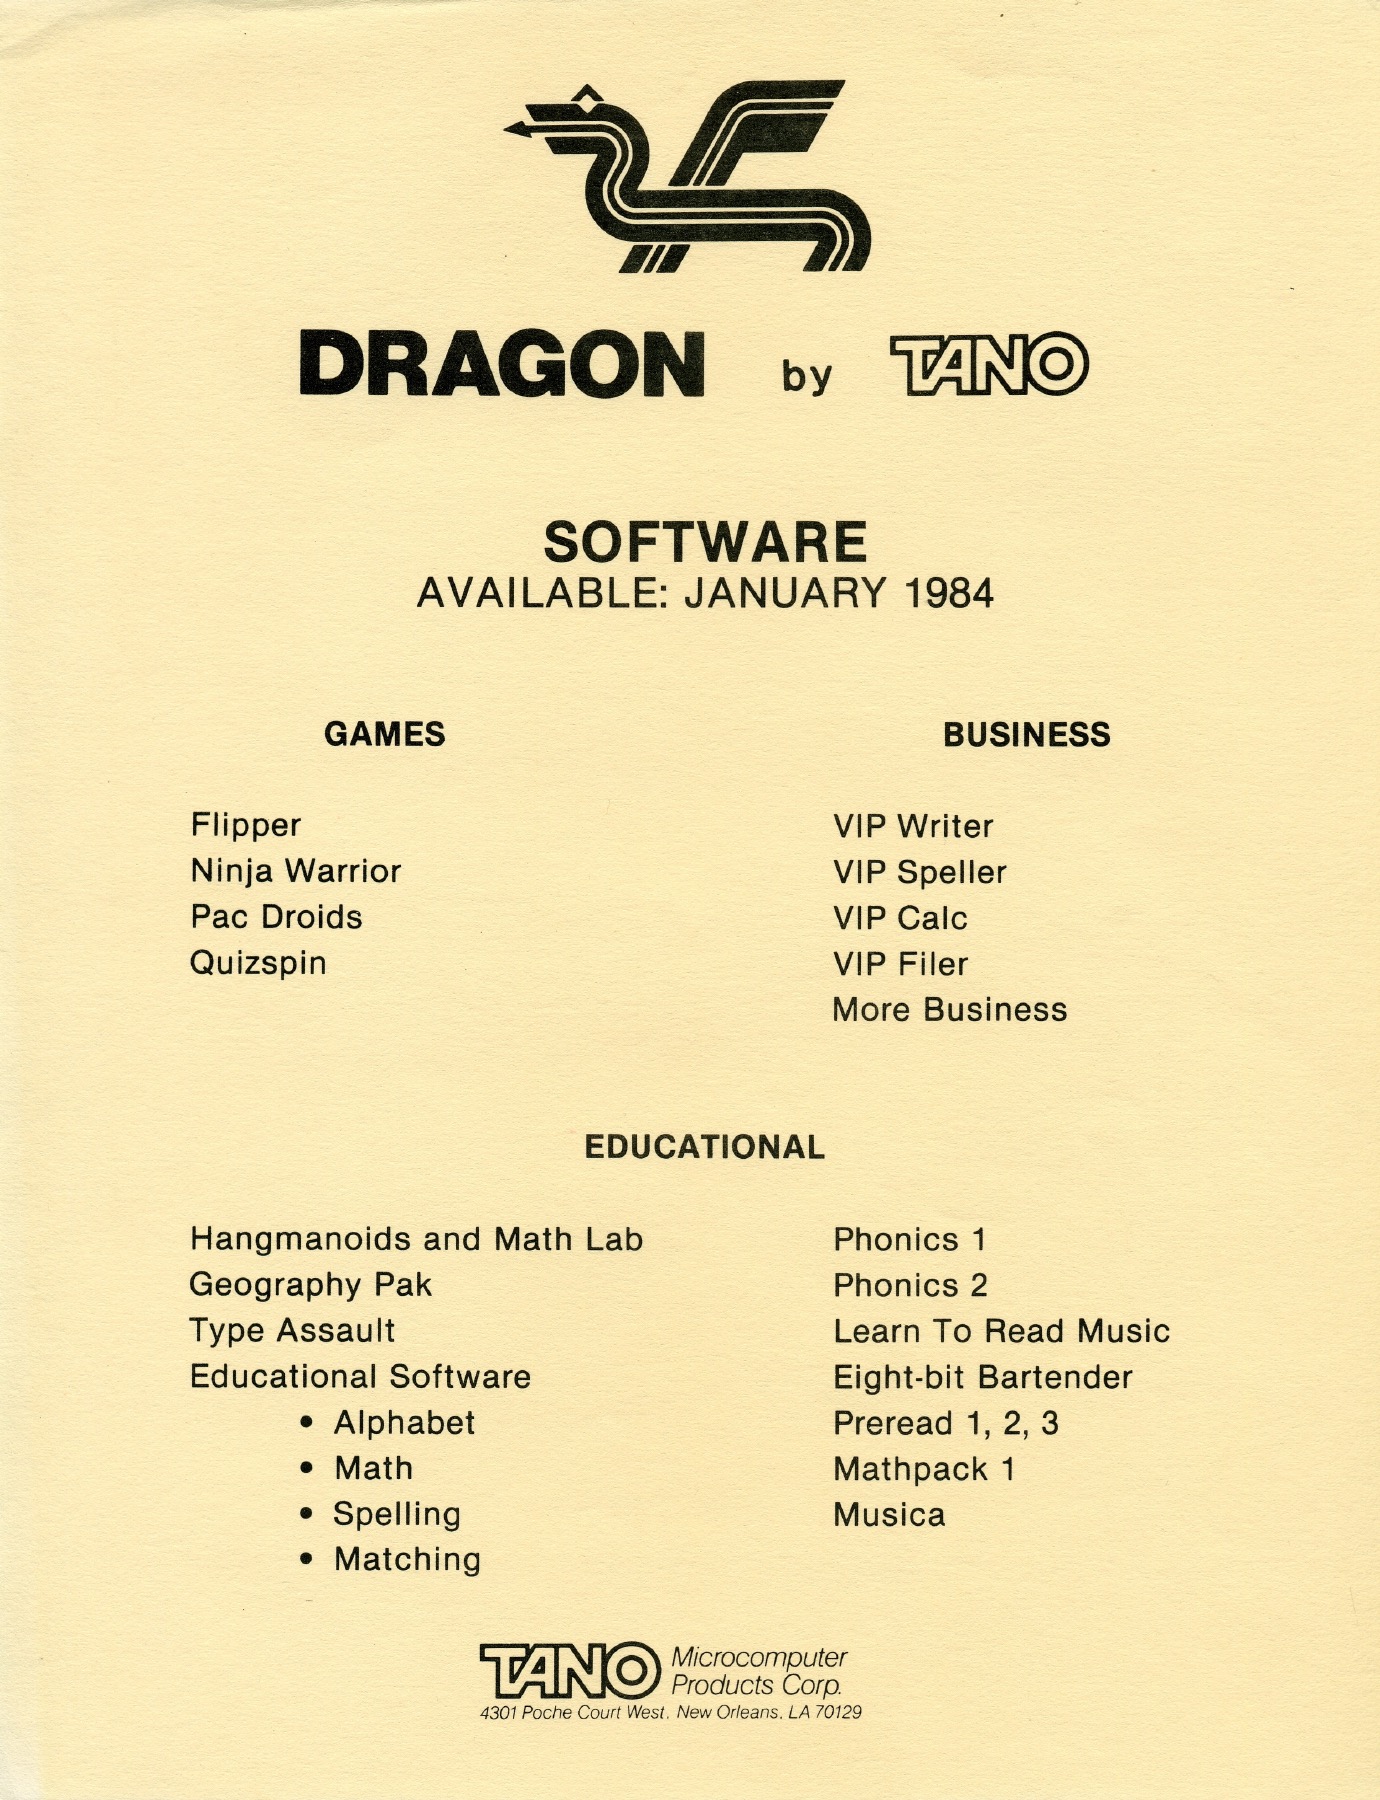 DRAGON by TANO
SOFTWARE
AVAILABLE: JANUARY 1984
GAMES
Flipper
Ninja Warrior
Pac Droids
Quizspin
BUSINESS
VIP Writer
VIP Speller
VIP Calc
VIP Filer
More Business
EDUCATIONAL
Hangmanoids and Math Lab
Geography Pak
Type Assault
Educational Software
• Alphabet
• Math
• Spelling
• Matching
Phonics 1
Phonics 2
Learn To Read Music
Eight-bit Bartender
Preread 1, 2, 3
Mathpack 1
Musica
TANO Microcomputer
Products Corp.
4301 Poche Court West, New Orleans, LA 70129